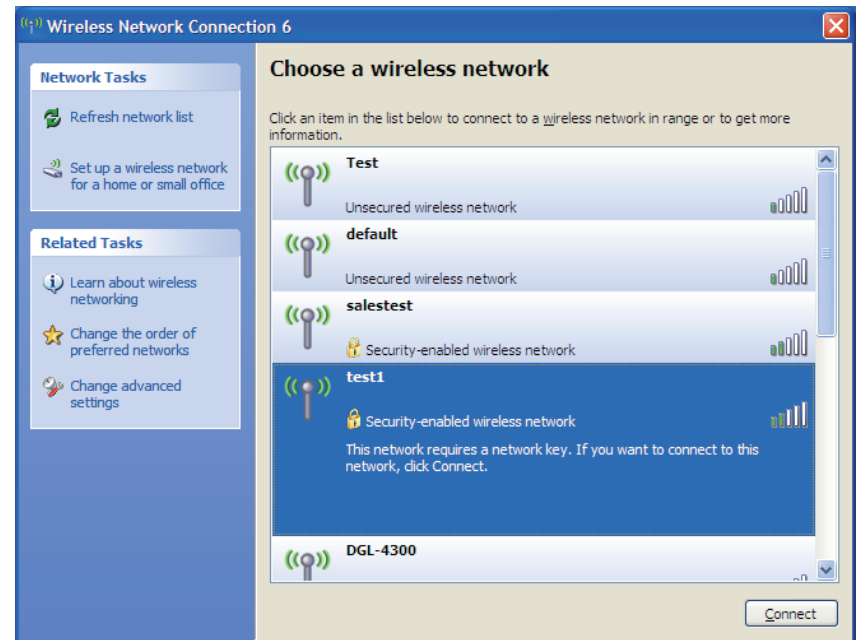 Wireless Network Connection 6
Network Tasks
Refresh network list
Set up a wireless network
for a home or small office
Related Tasks
Learn about wireless
networking
Change the order of
preferred networks
Change advanced
settings
Choose a wireless network
Click an item in the list below to connect to a wireless network in range or to get more
information.
Test
Unsecured wireless network
default
Unsecured wireless network
salestest
Security-enabled wireless network
test1
Security-enabled wireless network
This network requires a network key. If you want to connect to this
network, click Connect.
DGL-4300
Connect